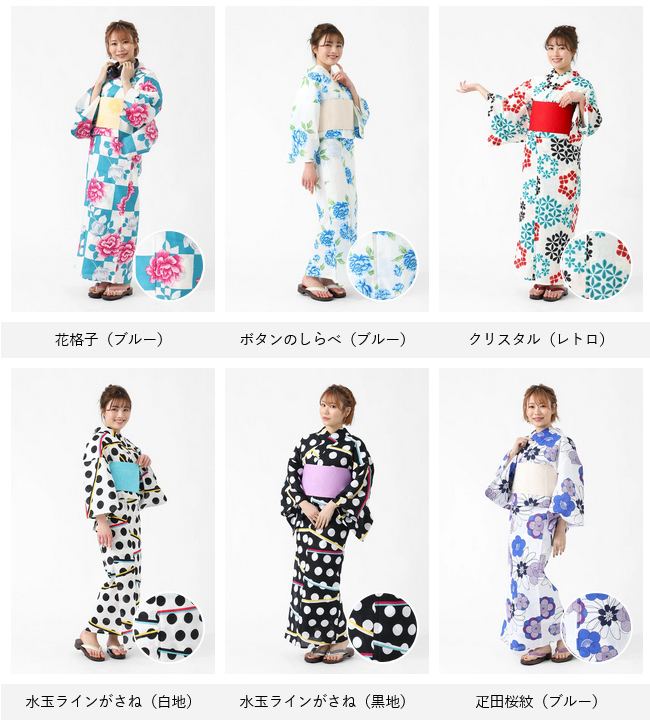 花格子（ブルー）
ボタンのしらべ（ブルー）
クリスタル（レトロ）
水玉ラインがさね（白地）
水玉ラインがさね（黒地）
疋田桜紋（ブルー）